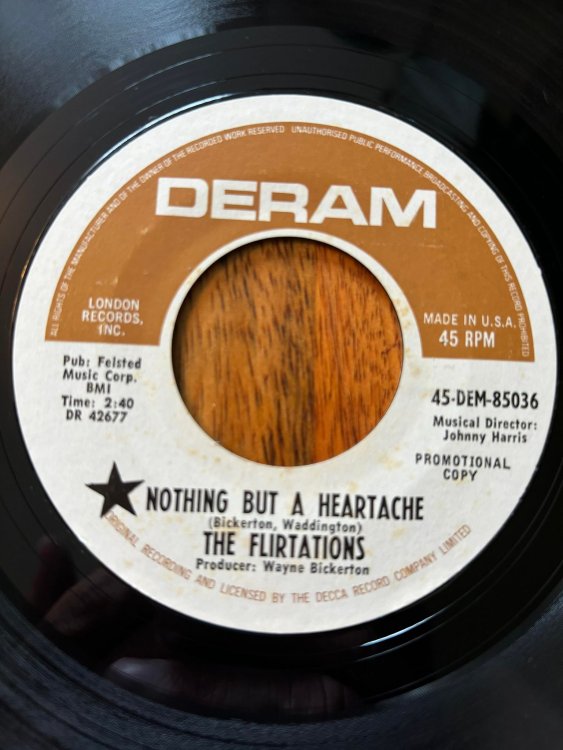 ALL RIGHTS OF THE MANUFACTURER AND OF THE OWNER OF THE RECORDED WORK RESERVED UNAUTHORISED PUBLIC PERFORMANCE BROADCASTING AND COPYING OF THIS RECORD PROHIBITED
DERAM
LONDON
RECORDS,
INC.
MADE IN U.S.A.
45 RPM
Pub: Felsted
Music Corp.
BMI
Time: 2:40
DR 42677
45-DEM-85036
Musical Director:
Johnny Harris
PROMOTIONAL
COPY
NOTHING BUT A HEARTACHE
(Bickerton, Waddington)
THE FLIRTATIONS
Producer: Wayne Bickerton
ORIGINAL RECORDING AND LICENSED BY THE DECCA RECORD COMPANY LIMITED